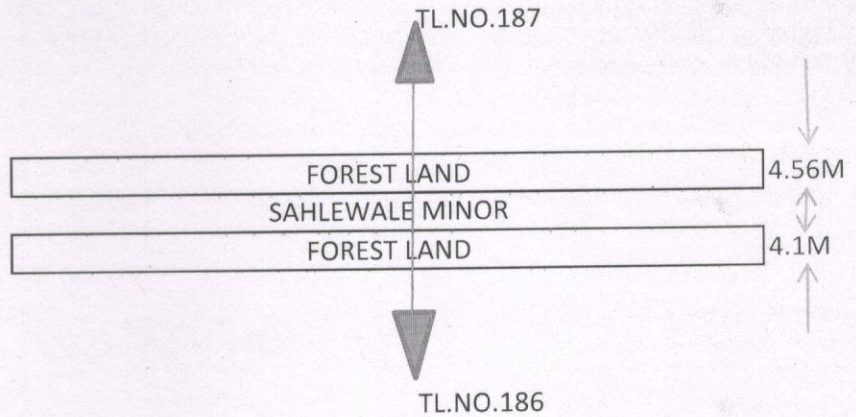 TL.NO.187
FOREST LAND 4.56M
SAHLEWALE MINOR
FOREST LAND 4.1M
TL.NO.186